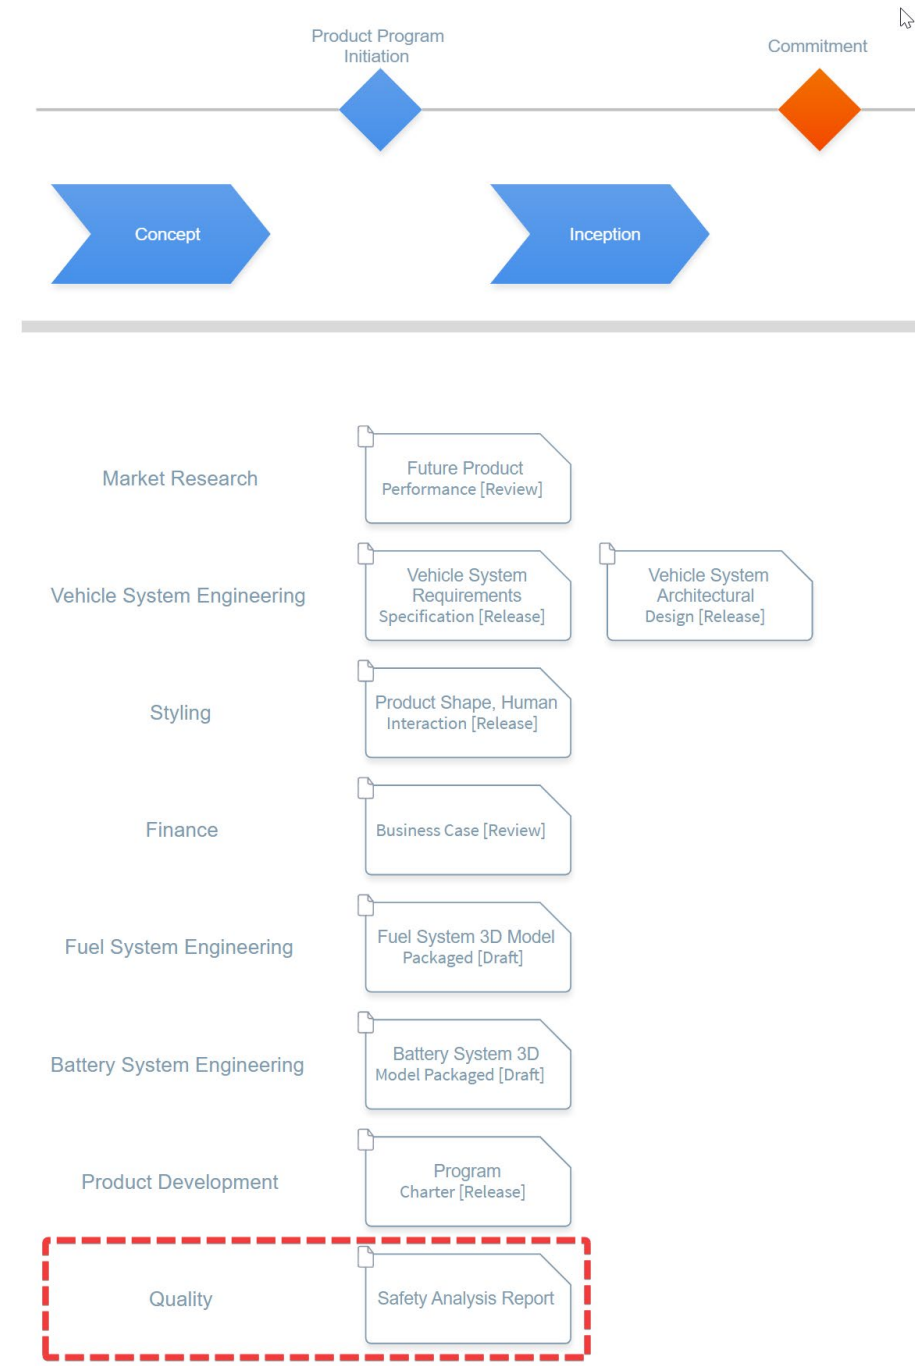 Product Program
Initiation
Commitment
Concept
Inception
Market Research
Future Product
Performance [Review]
Vehicle System Engineering
Vehicle System
Requirements
Specification [Release]
Vehicle System
Architectural
Design [Release]
Styling
Product Shape, Human
Interaction [Release]
Finance
Business Case [Review]
Fuel System Engineering
Fuel System 3D Model
Packaged [Draft]
Battery System Engineering
Battery System 3D
Model Packaged [Draft]
Product Development
Program
Charter [Release]
Quality
Safety Analysis Report